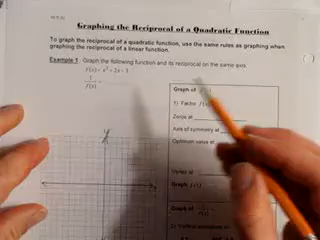 Graphing the Reciprocal of a Quadratic Function
To graph the reciprocal of a quadratic function, use the same rules as graphing when
graphing the reciprocal of a linear function.
Example 1: Graph the following function and its reciprocal on the same axis.
f(x) = x² + 2x - 3
1
f(x)
Graph of
1) Factor f(x)
Zeros at
Axis of symmetry at
Optimum value at
Graph f(x)
Graph of 1
f(x)